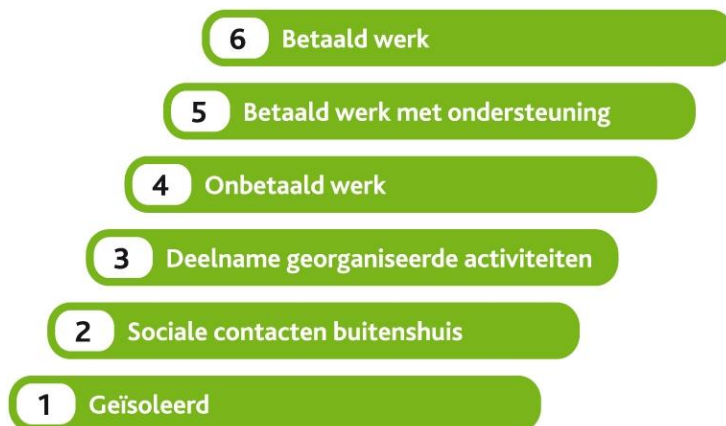 6 Betaald werk
5 Betaald werk met ondersteuning
4 Onbetaald werk
3 Deelname georganiseerde activiteiten
2 Sociale contacten buitenshuis
1 Geïsoleerd